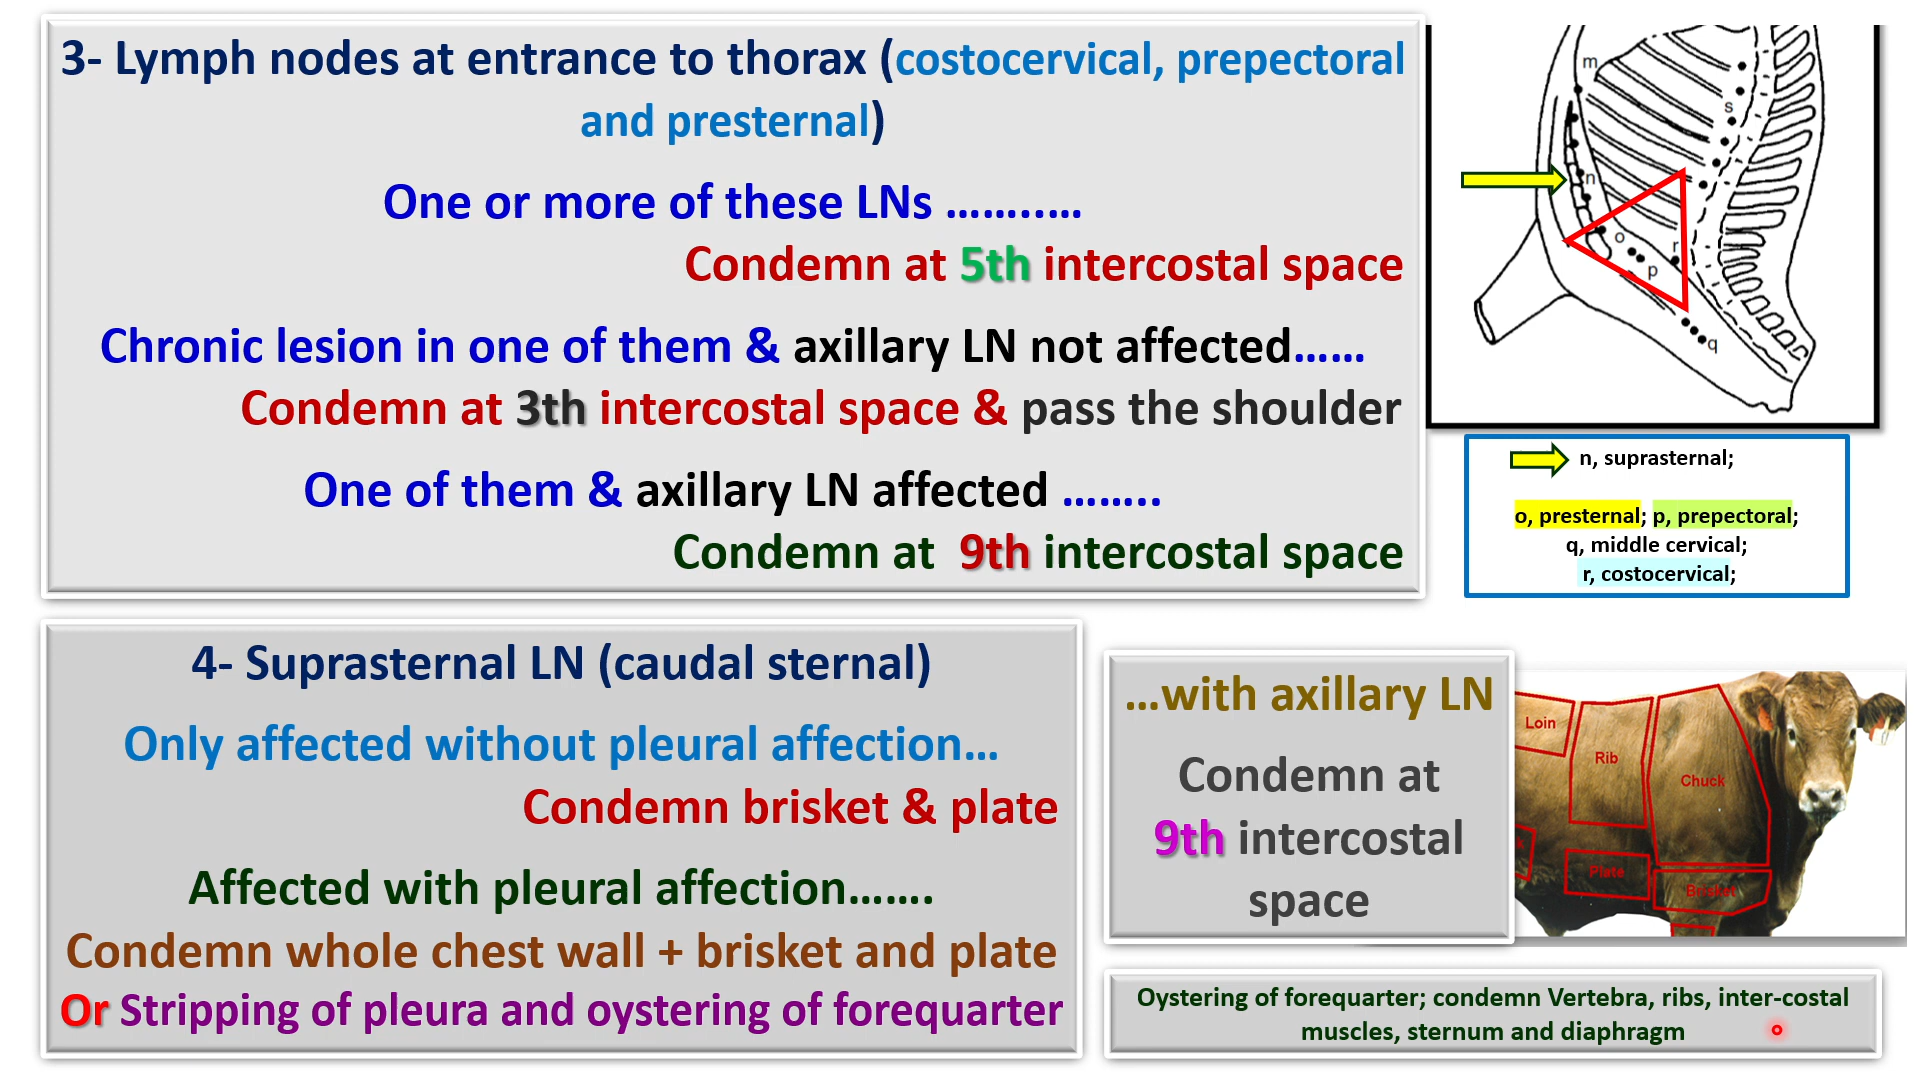 3- Lymph nodes at entrance to thorax (costocervical, prepectoral
and presternal)
One or more of these LNs ……..…
Condemn at 5th intercostal space
Chronic lesion in one of them & axillary LN not affected……
Condemn at 3th intercostal space & pass the shoulder
One of them & axillary LN affected ……..
Condemn at 9th intercostal space
m
s
n
o
r
p
q
n, suprasternal;
o, presternal; p, prepectoral;
q, middle cervical;
r, costocervical;
4- Suprasternal LN (caudal sternal)
Only affected without pleural affection…
Condemn brisket & plate
Affected with pleural affection…….
Condemn whole chest wall + brisket and plate
Or Stripping of pleura and oystering of forequarter
…with axillary LN
Condemn at
9th intercostal
space
Loin
Rib
Chuck
k
Plate
Brisket
Oystering of forequarter; condemn Vertebra, ribs, inter-costal
muscles, sternum and diaphragm